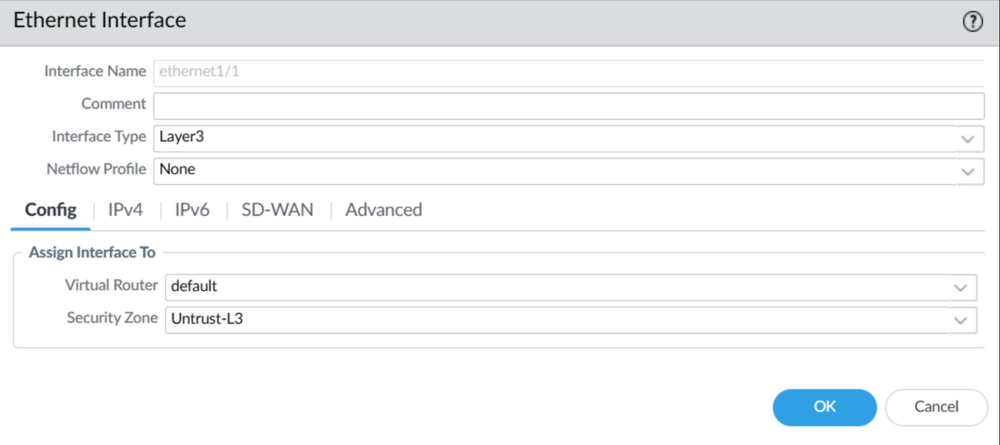 Ethernet Interface ?
Interface Name ethernet1/1
Comment
Interface Type Layer3
Netflow Profile None
Config IPv4 IPv6 SD-WAN Advanced
Assign Interface To
Virtual Router default
Security Zone Untrust-L3
OK Cancel